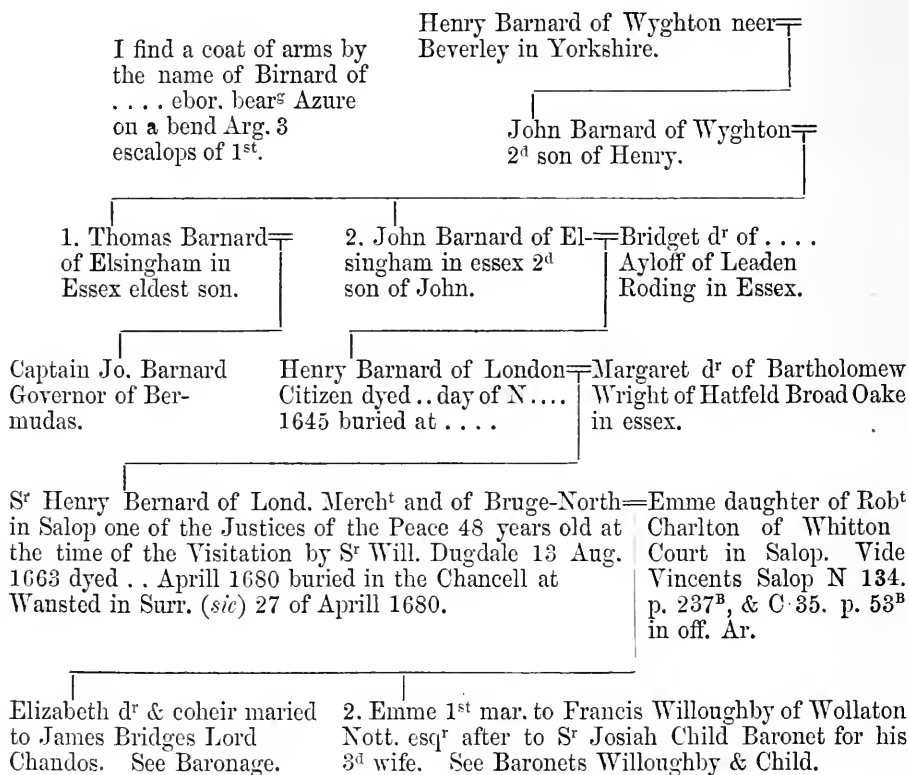 Henry Barnard of Wyghton neer
Beverley in Yorkshire.
I find a coat of arms by
the name of Birnard of
. . . . ebor. bearg Azure
on a bend Arg. 3
escalops of 1st.
John Barnard of Wyghton
2d son of Henry.
1. Thomas Barnard
of Elsingham in
Essex eldest son.
2. John Barnard of El-
singham in essex 2d
son of John.
Bridget dr of . . . .
Ayloff of Leaden
Roding in Essex.
Captain Jo. Barnard
Governor of Ber-
mudas.
Henry Barnard of London
Citizen dyed . . day of N . . . .
1645 buried at . . . .
Margaret dr of Bartholomew
Wright of Hatfeld Broad Oake
in essex.
Sr Henry Bernard of Lond. Mercht and of Bruge-North
in Salop one of the Justices of the Peace 48 years old at
the time of the Visitation by Sr Will. Dugdale 13 Aug.
1663 dyed . . Aprill 1680 buried in the Chancell at
Wansted in Surr. (sic) 27 of Aprill 1680.
Emme daughter of Robt
Charlton of Whitton
Court in Salop. Vide
Vincents Salop N 134.
p. 237B, & C 35. p. 53B
in off. Ar.
Elizabeth dr & coheir maried
to James Bridges Lord
Chandos. See Baronage.
2. Emme 1st mar. to Francis Willoughby of Wollaton
Nott. esqr after to Sr Josiah Child Baronet for his
3d wife. See Baronets Willoughby & Child.